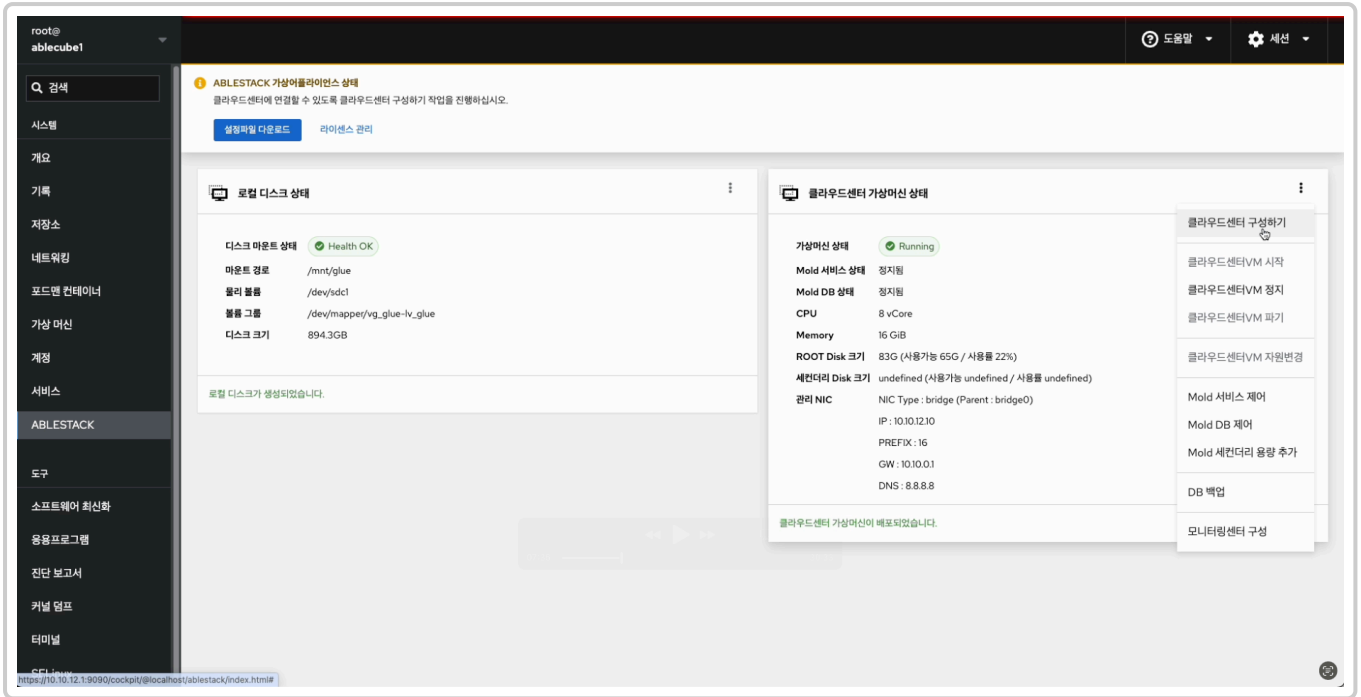 root@
ablecube1
도움말
세션
검색
시스템
개요
기록
저장소
네트워킹
포드맨 컨테이너
가상 머신
계정
서비스
ABLESTACK
도구
소프트웨어 최신화
응용프로그램
진단 보고서
커널 덤프
터미널
SELinux
https://10.10.12.1:9090/cockpit/@localhost/ablestack/index.html#
ABLESTACK 가상어플라이언스 상태
클라우드센터에 연결할 수 있도록 클라우드센터 구성하기 작업을 진행하십시오.
설정파일 다운로드 라이센스 관리
로컬 디스크 상태
디스크 마운트 상태 Health OK
마운트 경로 /mnt/glue
물리 볼륨 /dev/sdc1
볼륨 그룹 /dev/mapper/vg_glue-lv_glue
디스크 크기 894.3GB
로컬 디스크가 생성되었습니다.
클라우드센터 가상머신 상태
가상머신 상태 Running
Mold 서비스 상태 정지됨
Mold DB 상태 정지됨
CPU 8 vCore
Memory 16 GiB
ROOT Disk 크기 83G (사용가능 65G / 사용률 22%)
세컨더리 Disk 크기 undefined (사용가능 undefined / 사용률 undefined)
관리 NIC NIC Type : bridge (Parent : bridge0)
IP : 10.10.12.10
PREFIX : 16
GW : 10.10.0.1
DNS : 8.8.8.8
클라우드센터 가상머신이 배포되었습니다.
클라우드센터 구성하기
클라우드센터VM 시작
클라우드센터VM 정지
클라우드센터VM 파기
클라우드센터VM 자원변경
Mold 서비스 제어
Mold DB 제어
Mold 세컨더리 용량 추가
DB 백업
모니터링센터 구성